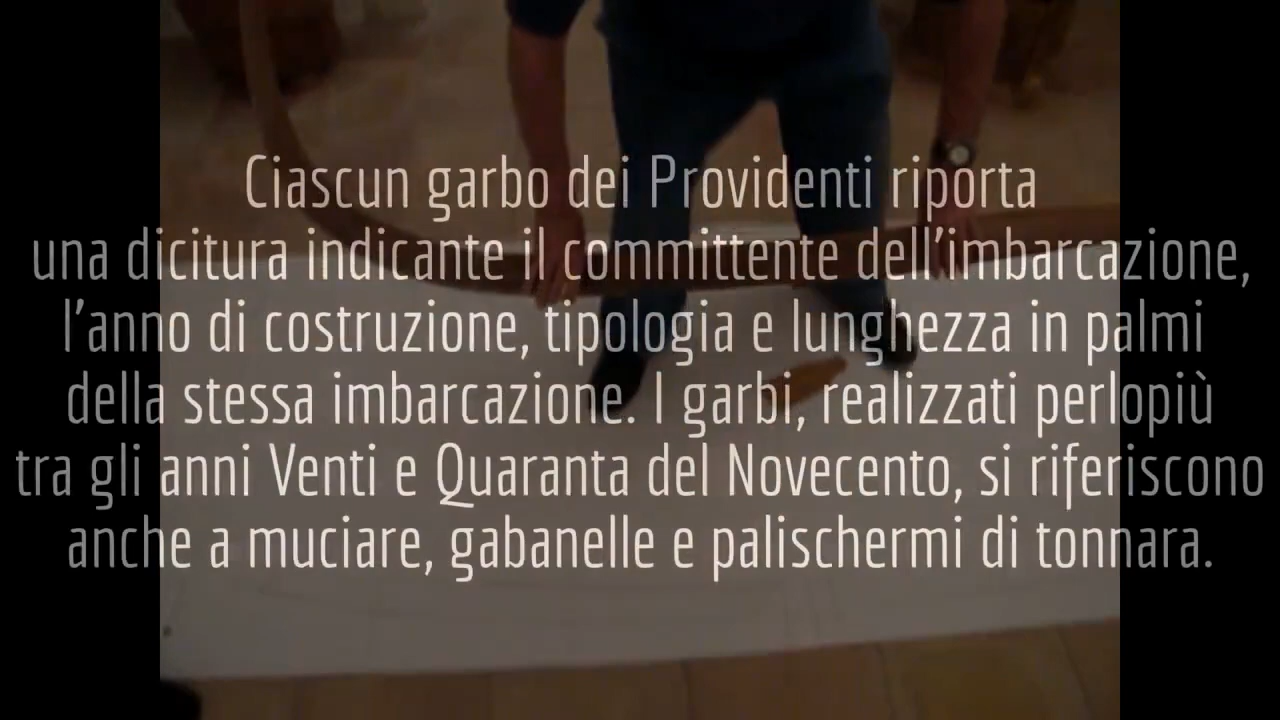 Ciascun garbo dei Providenti riporta
una dicitura indicante il committente dell'imbarcazione,
l'anno di costruzione, tipologia e lunghezza in palmi
della stessa imbarcazione. I garbi, realizzati perlopiù
tra gli anni Venti e Quaranta del Novecento, si riferiscono
anche a muciare, gabanelle e palischermi di tonnara.